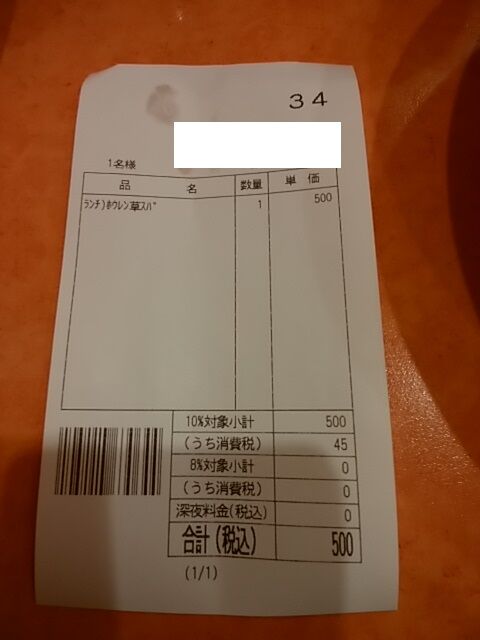 34
1名様
品 名 数量 単 価
ﾗﾝﾁ)ﾎｳﾚﾝ草ｽﾊﾟ 1 500
10%対象小計 500
(うち消費税) 45
8%対象小計 0
(うち消費税) 0
深夜料金(税込) 0
合計(税込) 500
(1/1)